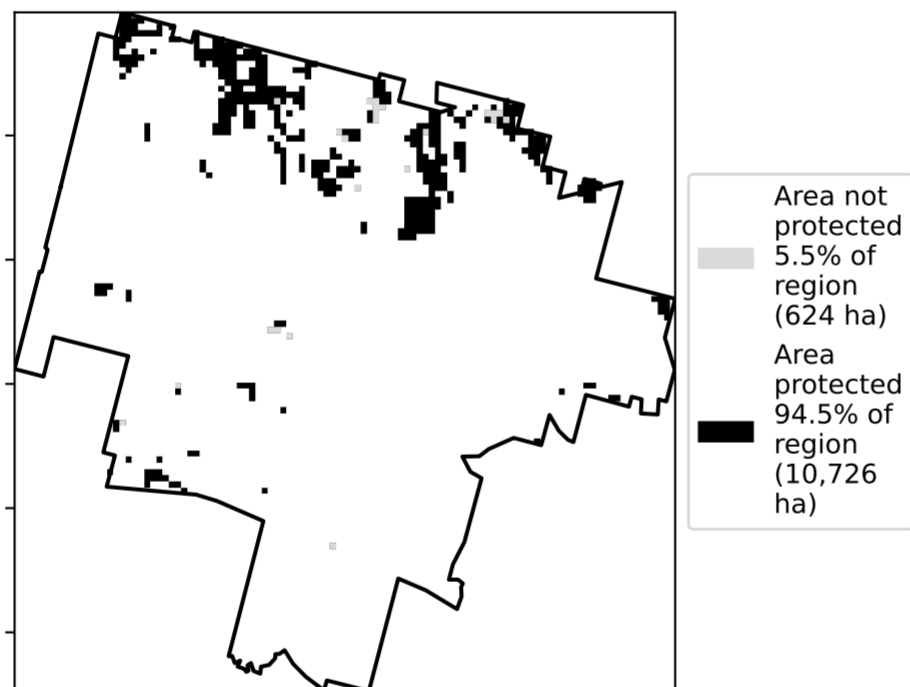 Area not
protected
5.5% of
region
(624 ha)
Area
protected
94.5% of
region
(10,726
ha)